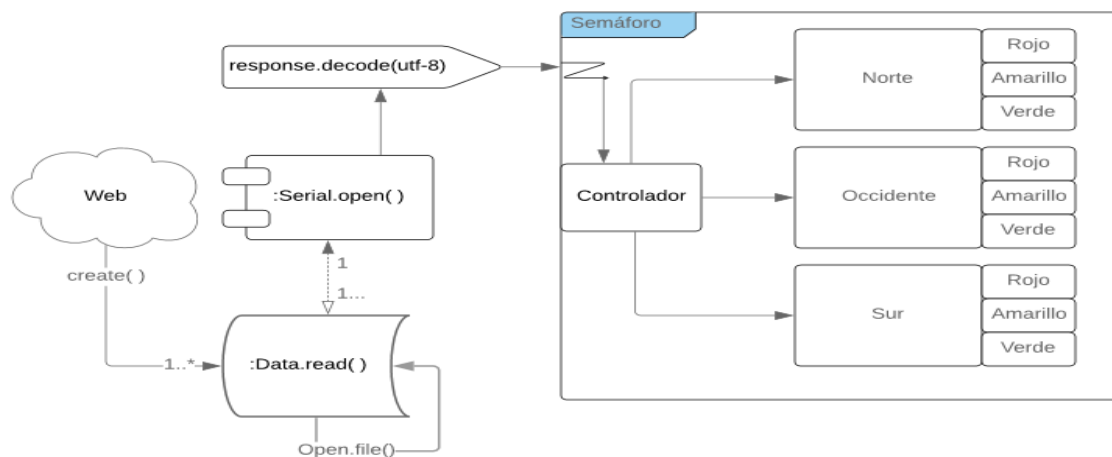 Semáforo
response.decode(utf-8)
Norte
Rojo
Amarillo
Verde
Web
:Serial.open( )
Controlador
Occidente
Rojo
Amarillo
Verde
create( )
1
1...
Sur
Rojo
Amarillo
Verde
1..*
:Data.read( )
Open.file()